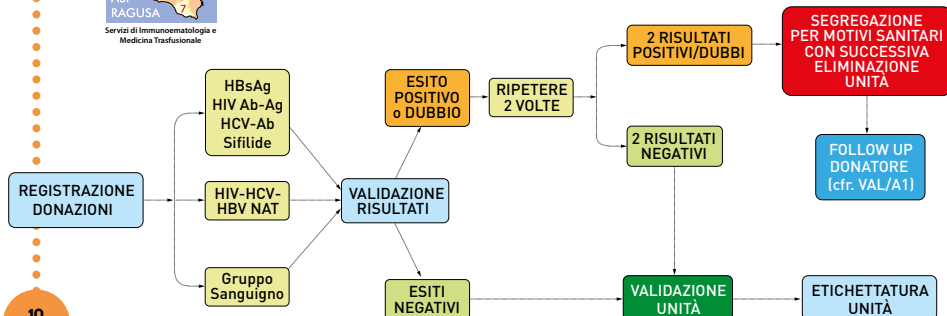 RAGUSA
7
Servizi di Immunoematologia e
Medicina Trasfusionale
REGISTRAZIONE
DONAZIONI
HBsAg
HIV Ab-Ag
HCV-Ab
Sifilide
HIV-HCV-
HBV NAT
Gruppo
Sanguigno
VALIDAZIONE
RISULTATI
ESITO
POSITIVO
o DUBBIO
RIPETERE
2 VOLTE
2 RISULTATI
POSITIVI/DUBBI
SEGREGAZIONE
PER MOTIVI SANITARI
CON SUCCESSIVA
ELIMINAZIONE
UNITÀ
2 RISULTATI
NEGATIVI
FOLLOW UP
DONATORE
(cfr. VAL/A1)
ESITI
NEGATIVI
VALIDAZIONE
UNITÀ
ETICHETTATURA
UNITÀ
10